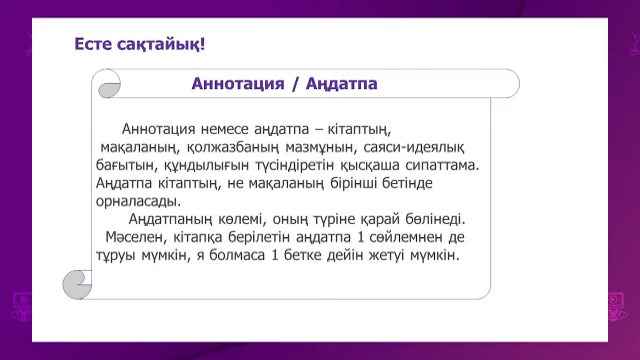 Есте сақтайық!
Аннотация / Аңдатпа
Аннотация немесе аңдатпа – кітаптың,
мақаланың, қолжазбаның мазмұнын, саяси-идеялық
бағытын, құндылығын түсіндіретін қысқаша сипаттама.
Аңдатпа кітаптың, не мақаланың бірінші бетінде
орналасады.
Аңдатпаның көлемі, оның түріне қарай бөлінеді.
Мәселен, кітапқа берілетін аңдатпа 1 сөйлемнен де
тұруы мүмкін, я болмаса 1 бетке дейін жетуі мүмкін.